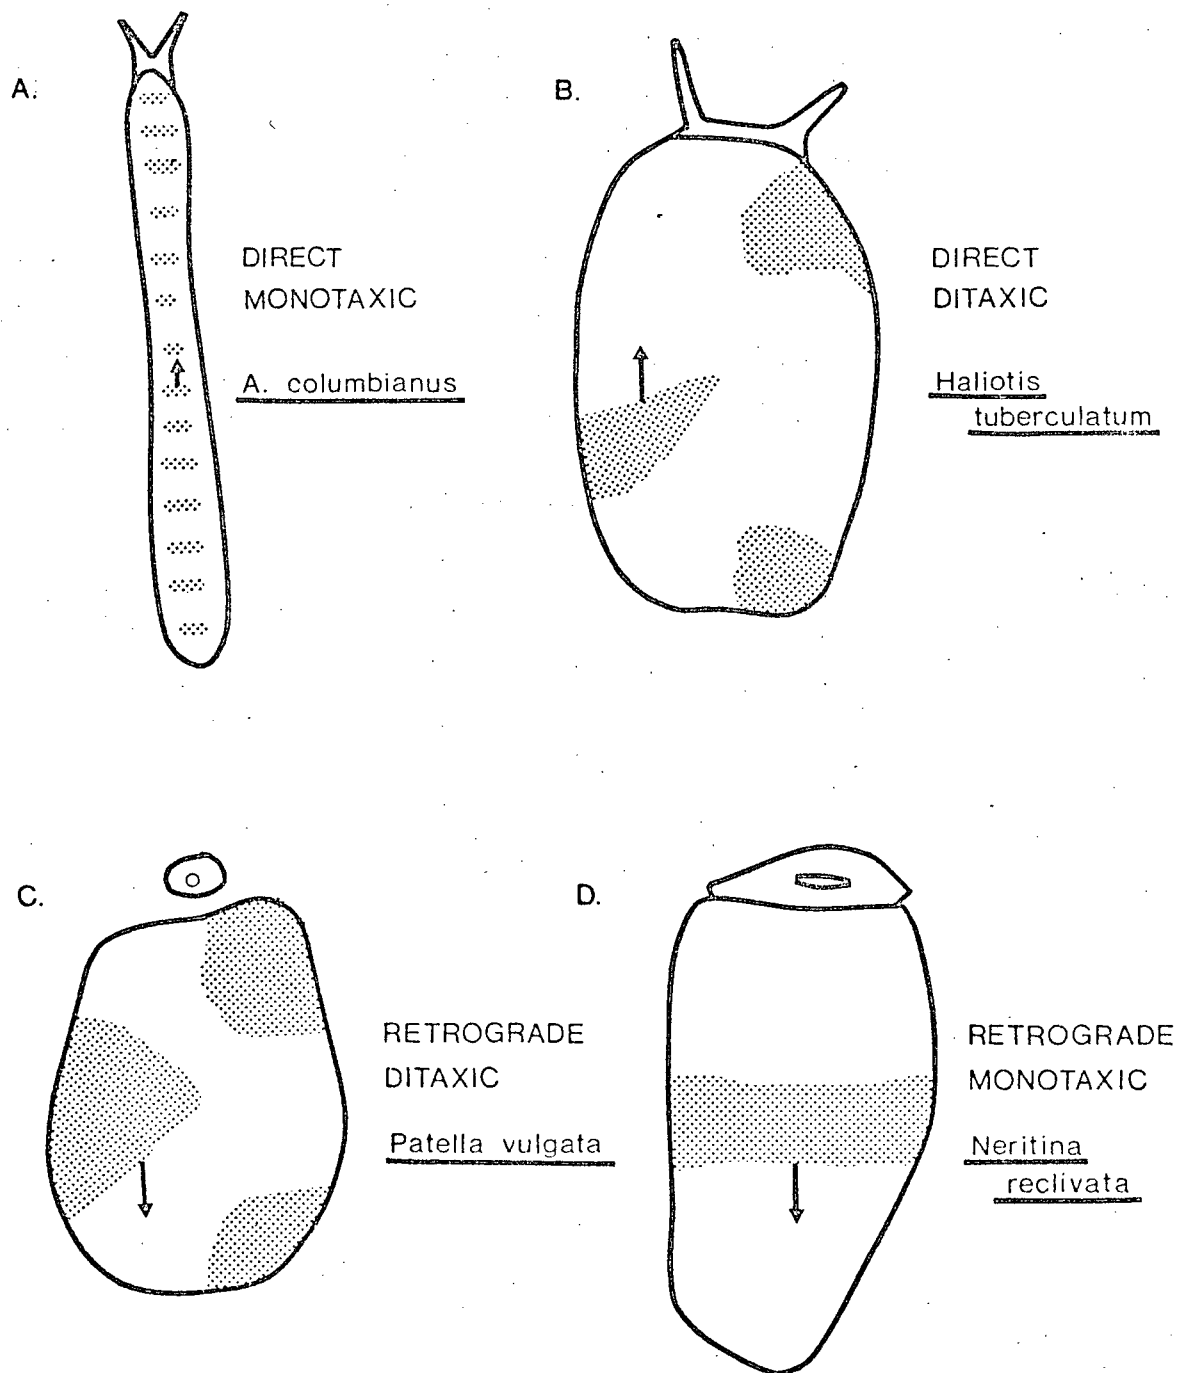 A.
DIRECT
MONOTAXIC
A. columbianus
B.
DIRECT
DITAXIC
Haliotis
tuberculatum
C.
RETROGRADE
DITAXIC
Patella vulgata
D.
RETROGRADE
MONOTAXIC
Neritina
reclivata